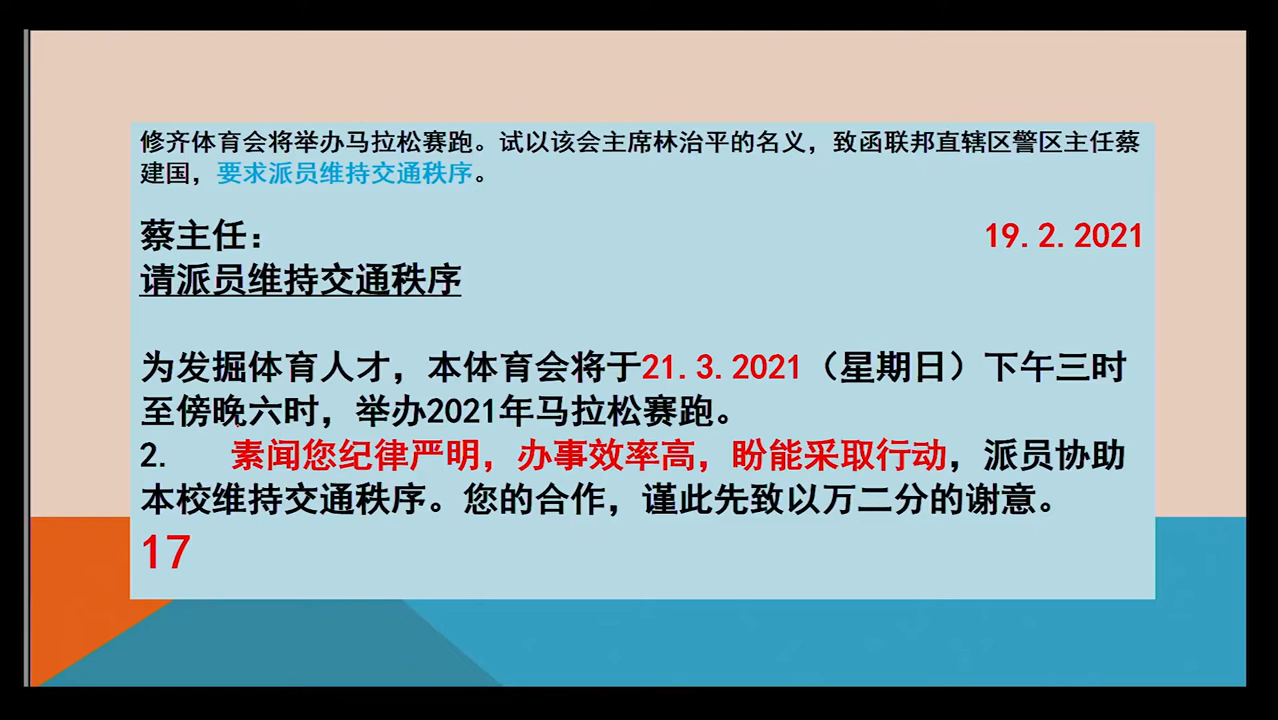 修齐体育会将举办马拉松赛跑。试以该会主席林治平的名义，致函联邦直辖区警区主任蔡
建国，要求派员维持交通秩序。
蔡主任： 19.2.2021
请派员维持交通秩序
为发掘体育人才，本体育会将于21.3.2021（星期日）下午三时
至傍晚六时，举办2021年马拉松赛跑。
2. 素闻您纪律严明，办事效率高，盼能采取行动，派员协助
本校维持交通秩序。您的合作，谨此先致以万二分的谢意。
17